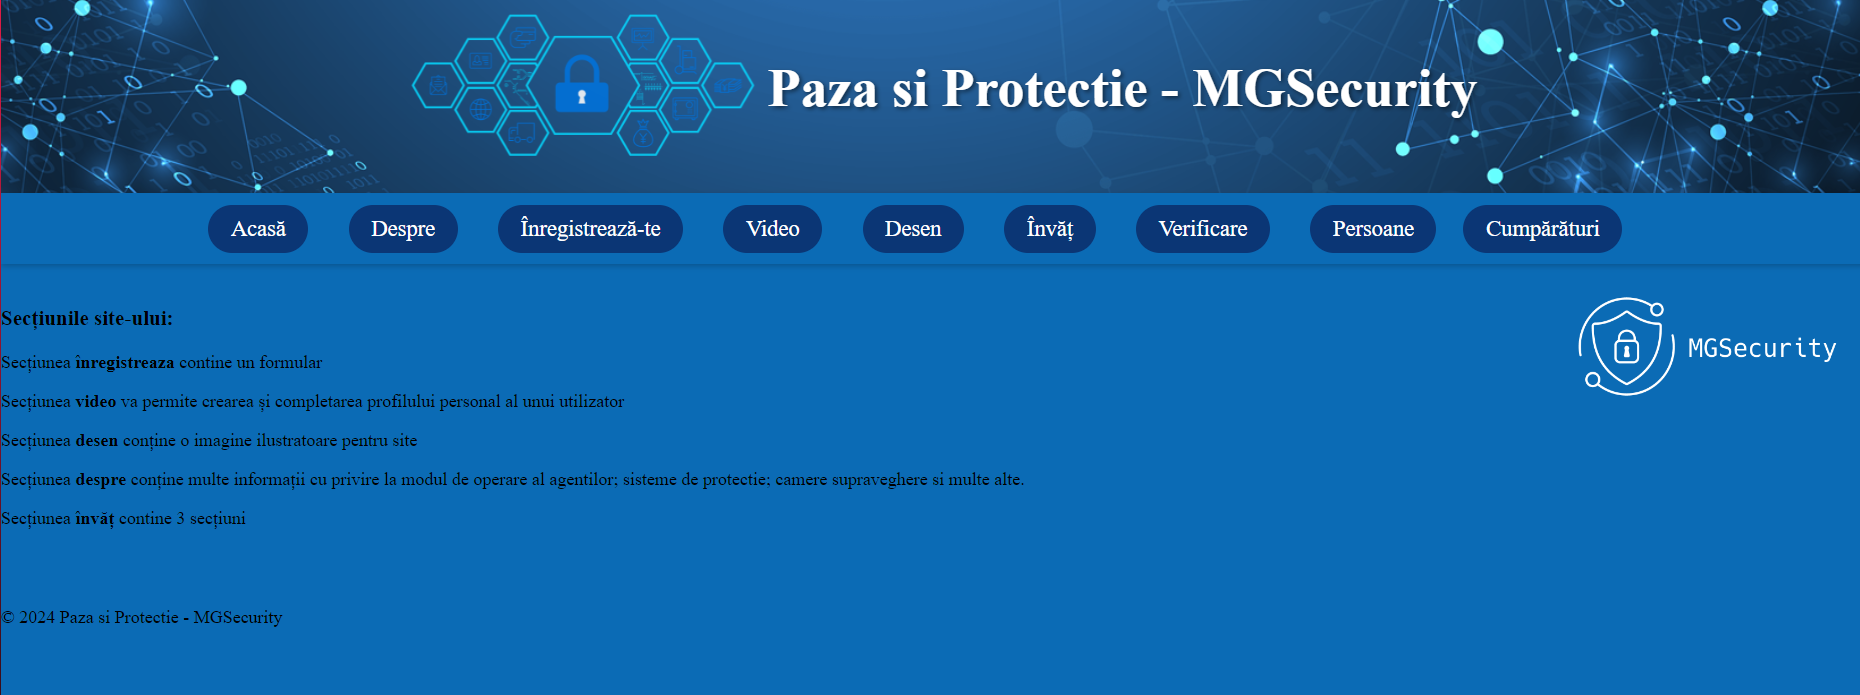 Paza si Protectie - MGSecurity
Acasă Despre Înregistrează-te Video Desen Învăț Verificare Persoane Cumpărături
MGSecurity
Secțiunile site-ului:
Secțiunea înregistreaza contine un formular
Secțiunea video va permite crearea și completarea profilului personal al unui utilizator
Secțiunea desen conține o imagine ilustratoare pentru site
Secțiunea despre conține multe informații cu privire la modul de operare al agentilor; sisteme de protectie; camere supraveghere si multe alte.
Secțiunea învăț contine 3 secțiuni
© 2024 Paza si Protectie - MGSecurity